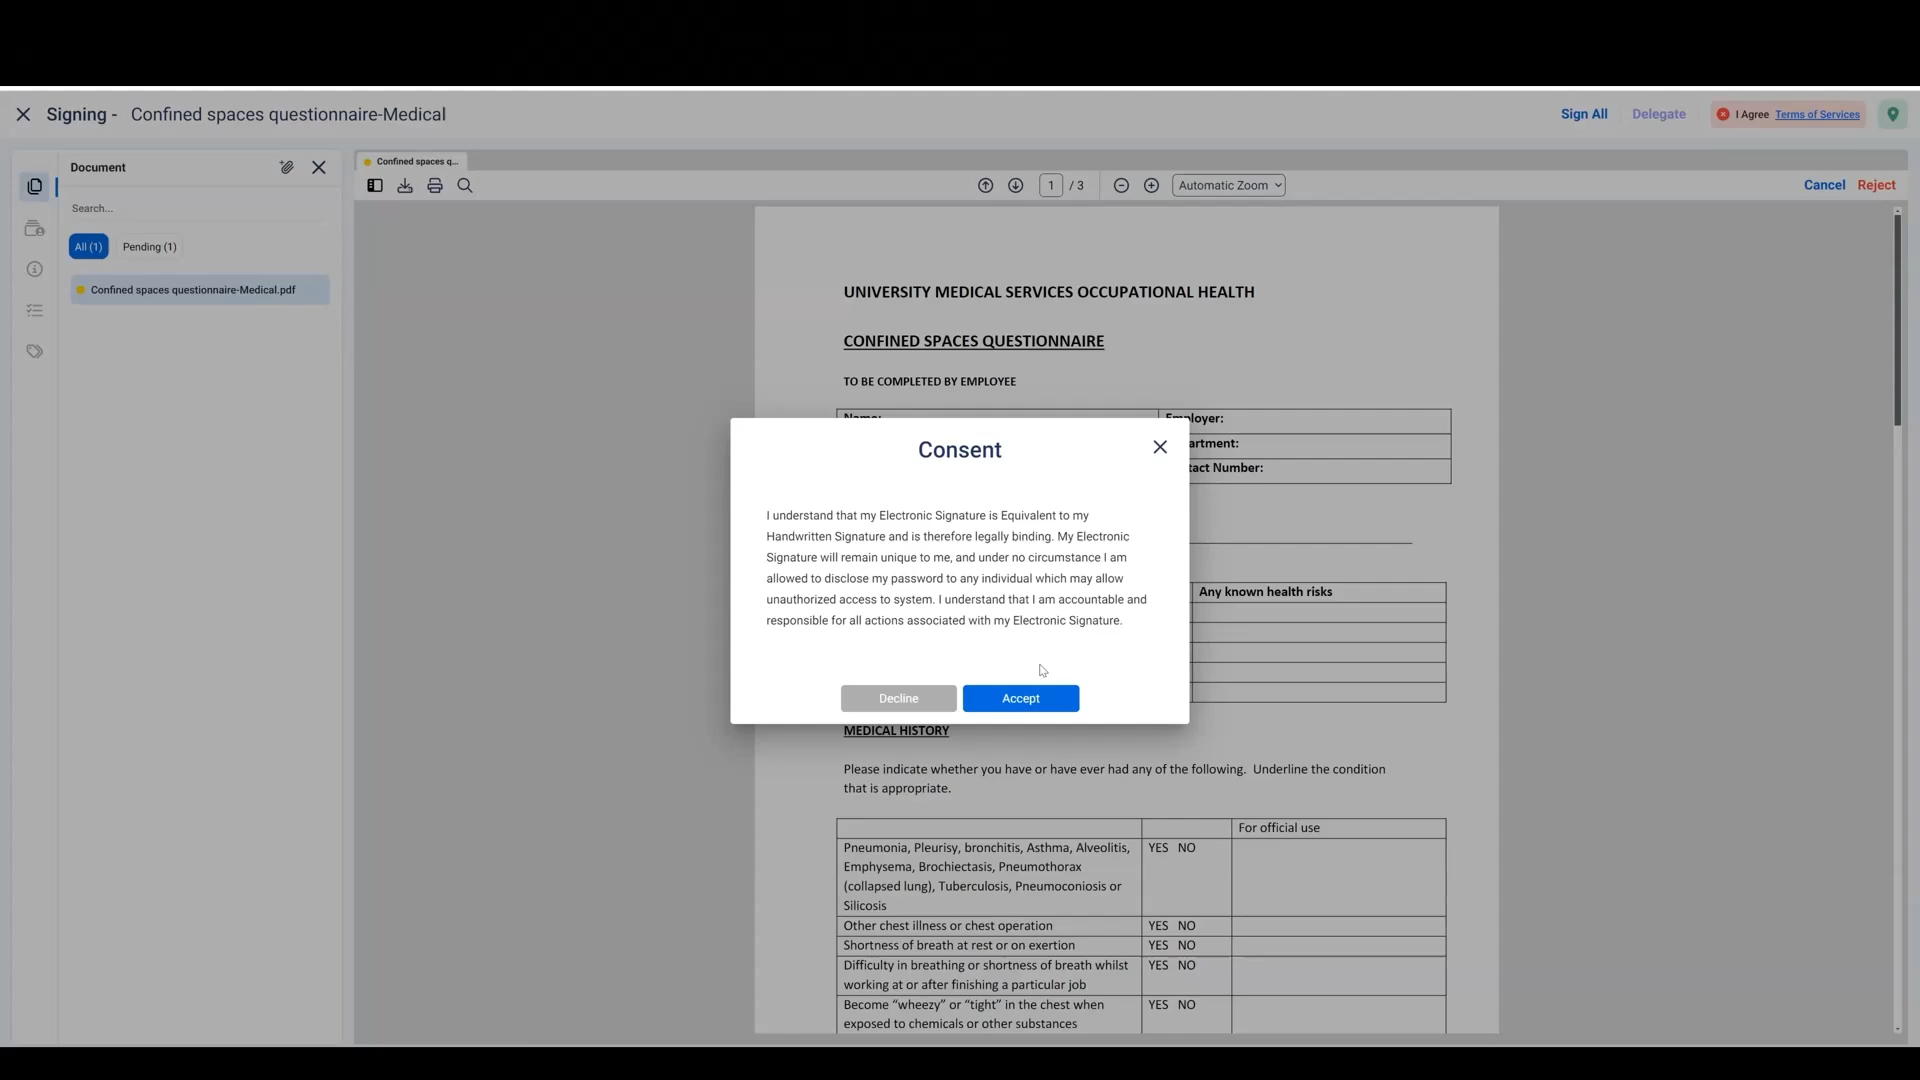 Signing - Confined spaces questionnaire-Medical
Sign All
Delegate
I Agree Terms of Services
Document
Search...
All (1)
Pending (1)
Confined spaces questionnaire-Medical.pdf
Confined spaces q...
1 / 3
Automatic Zoom
Cancel
Reject
UNIVERSITY MEDICAL SERVICES OCCUPATIONAL HEALTH
CONFINED SPACES QUESTIONNAIRE
TO BE COMPLETED BY EMPLOYEE
Name:
Employer:
artment:
tact Number:
Consent
I understand that my Electronic Signature is Equivalent to my
Handwritten Signature and is therefore legally binding. My Electronic
Signature will remain unique to me, and under no circumstance I am
allowed to disclose my password to any individual which may allow
unauthorized access to system. I understand that I am accountable and
responsible for all actions associated with my Electronic Signature.
Decline
Accept
Any known health risks
MEDICAL HISTORY
Please indicate whether you have or have ever had any of the following. Underline the condition
that is appropriate.
For official use
Pneumonia, Pleurisy, bronchitis, Asthma, Alveolitis, YES NO
Emphysema, Brochiectasis, Pneumothorax
(collapsed lung), Tuberculosis, Pneumoconiosis or
Silicosis
Other chest illness or chest operation YES NO
Shortness of breath at rest or on exertion YES NO
Difficulty in breathing or shortness of breath whilst YES NO
working at or after finishing a particular job
Become “wheezy” or “tight” in the chest when YES NO
exposed to chemicals or other substances